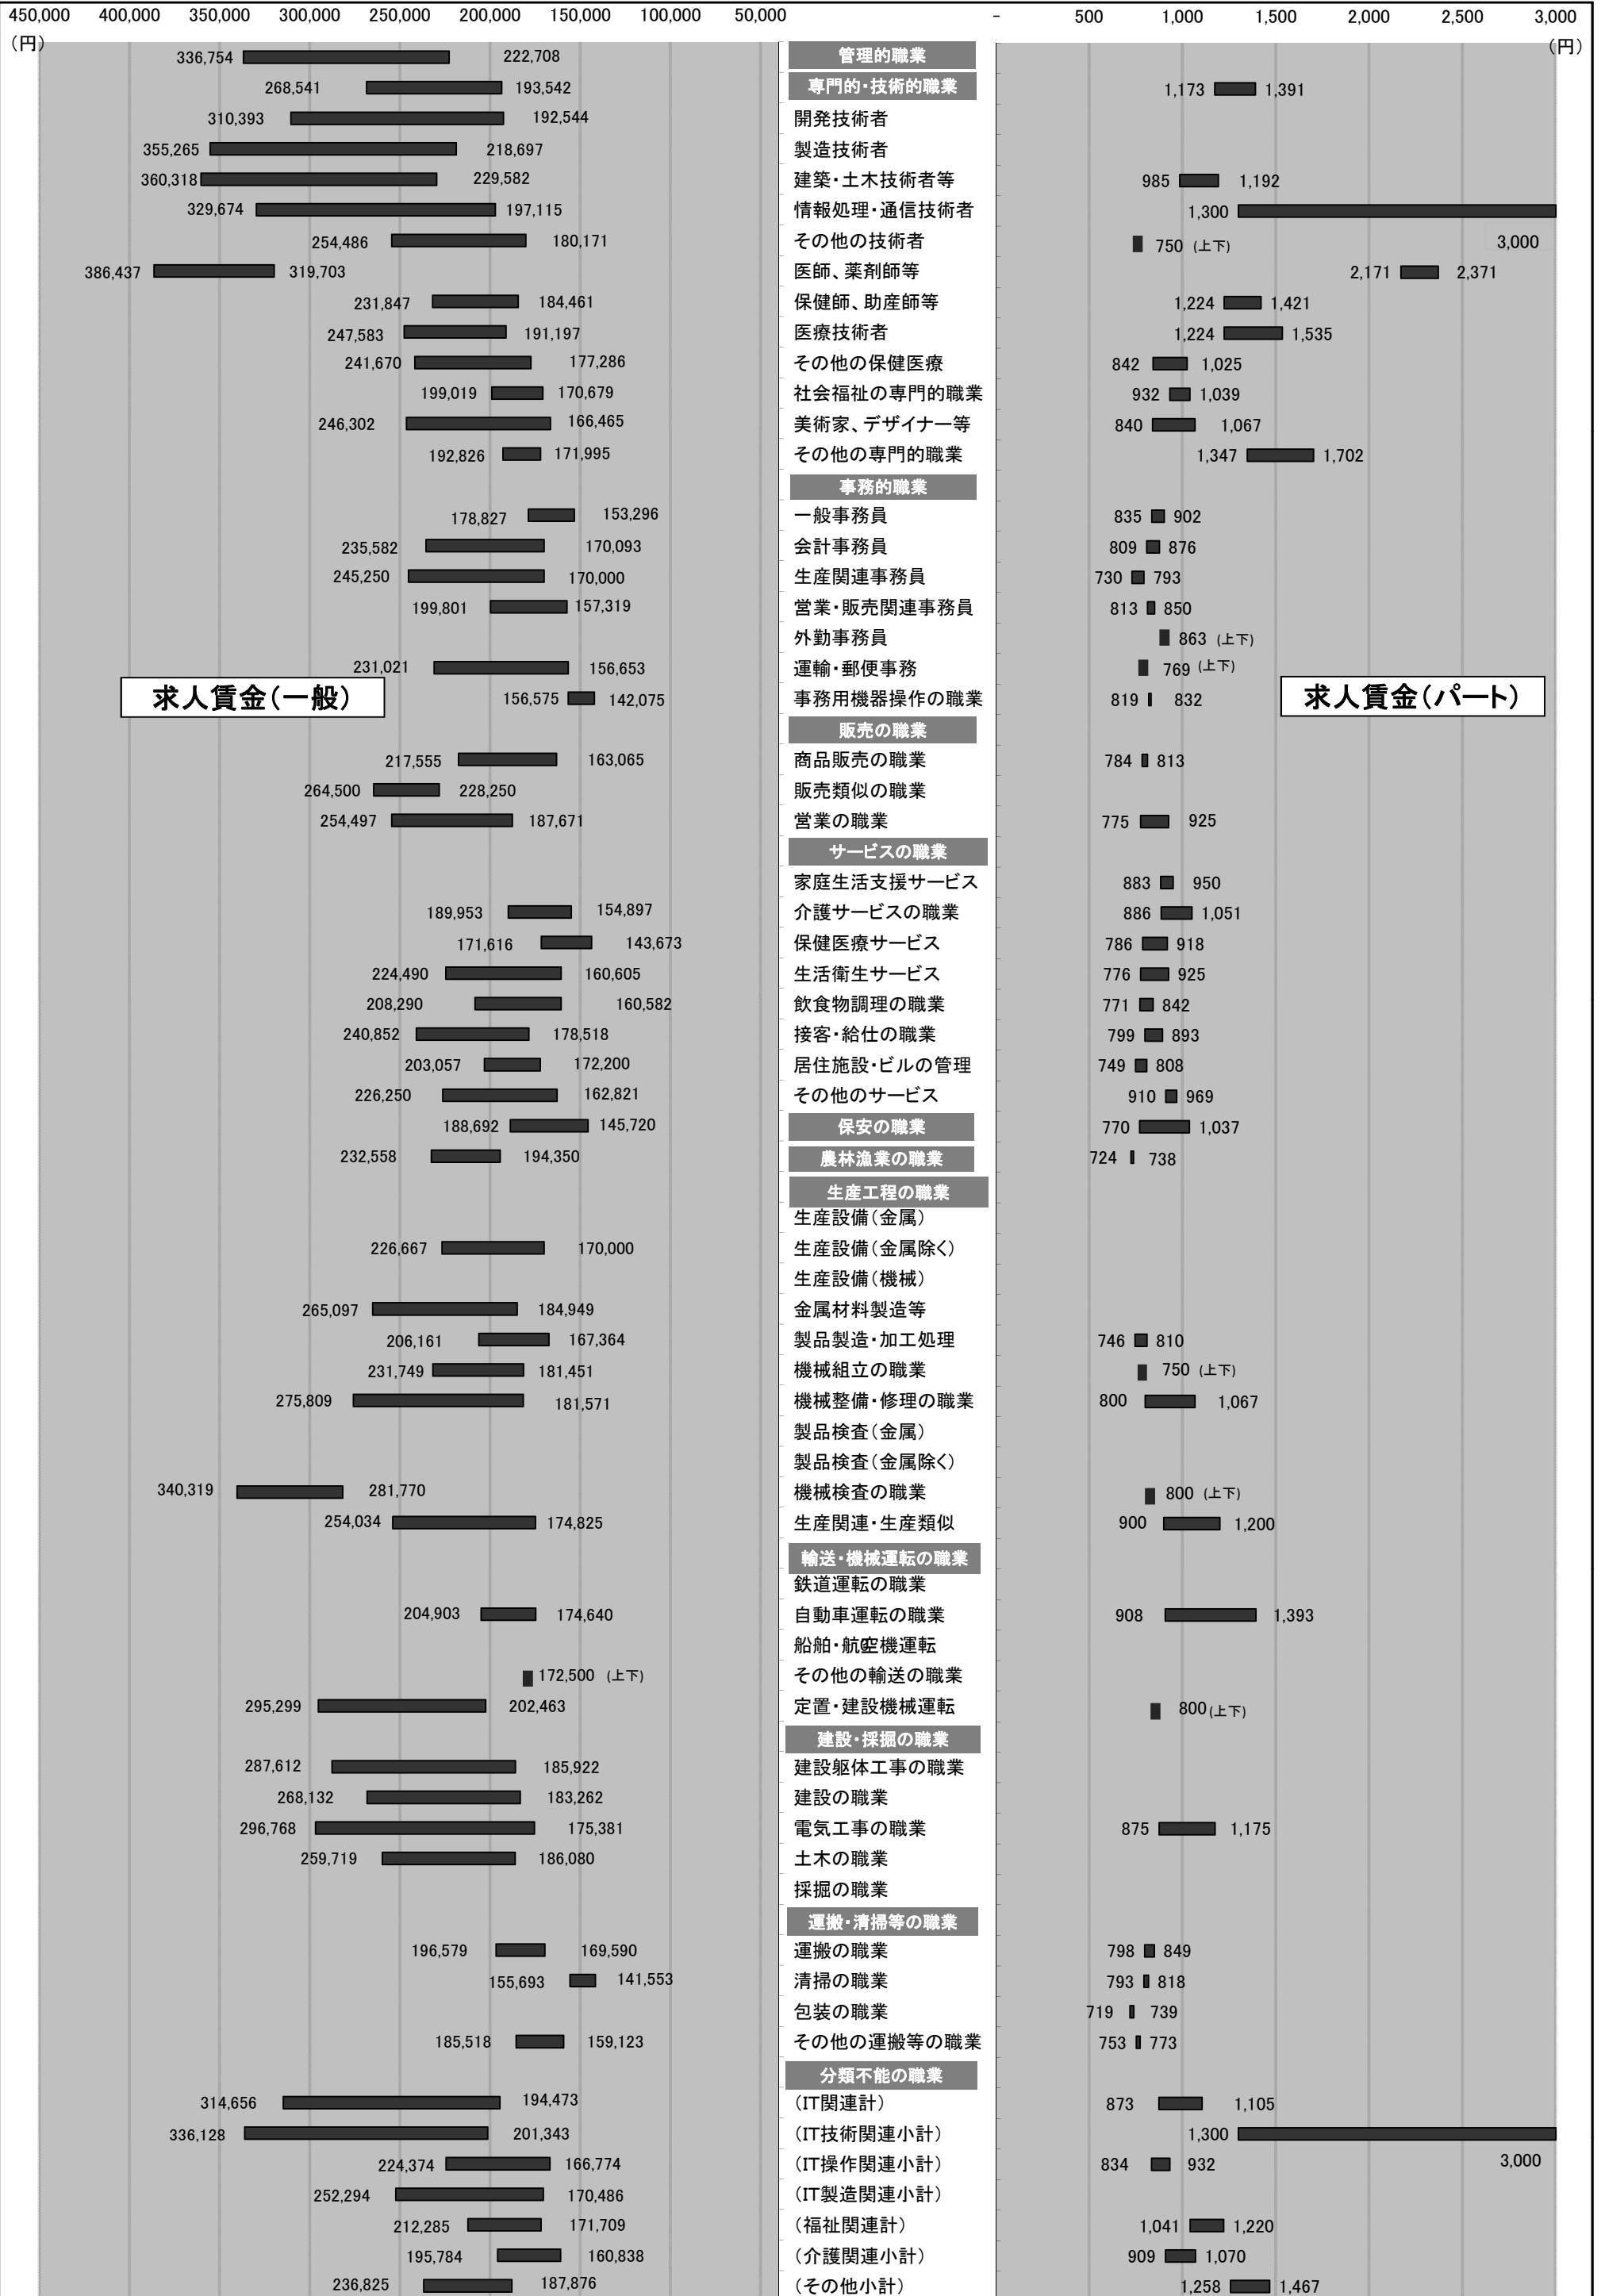 450,000 400,000 350,000 300,000 250,000 200,000 150,000 100,000 50,000 - 500 1,000 1,500 2,000 2,500 3,000
(円) (円)
336,754 222,708 管理的職業
268,541 193,542 専門的・技術的職業 1,173 1,391
310,393 192,544 開発技術者
355,265 218,697 製造技術者
360,318 229,582 建築・土木技術者等 985 1,192
329,674 197,115 情報処理・通信技術者 1,300
254,486 180,171 その他の技術者 750 (上下) 3,000
386,437 319,703 医師、薬剤師等 2,171 2,371
231,847 184,461 保健師、助産師等 1,224 1,421
247,583 191,197 医療技術者 1,224 1,535
241,670 177,286 その他の保健医療 842 1,025
199,019 170,679 社会福祉の専門的職業 932 1,039
246,302 166,465 美術家、デザイナー等 840 1,067
192,826 171,995 その他の専門的職業 1,347 1,702
事務的職業
178,827 153,296 一般事務員 835 902
235,582 170,093 会計事務員 809 876
245,250 170,000 生産関連事務員 730 793
199,801 157,319 営業・販売関連事務員 813 850
外勤事務員 863 (上下)
231,021 156,653 運輸・郵便事務 769 (上下)
求人賃金(一般) 156,575 142,075 事務用機器操作の職業 819 832 求人賃金(パート)
販売の職業
217,555 163,065 商品販売の職業 784 813
264,500 228,250 販売類似の職業
254,497 187,671 営業の職業 775 925
サービスの職業
家庭生活支援サービス 883 950
189,953 154,897 介護サービスの職業 886 1,051
171,616 143,673 保健医療サービス 786 918
224,490 160,605 生活衛生サービス 776 925
208,290 160,582 飲食物調理の職業 771 842
240,852 178,518 接客・給仕の職業 799 893
203,057 172,200 居住施設・ビルの管理 749 808
226,250 162,821 その他のサービス 910 969
188,692 145,720 保安の職業 770 1,037
232,558 194,350 農林漁業の職業 724 738
生産工程の職業
生産設備(金属)
226,667 170,000 生産設備(金属除く)
生産設備(機械)
265,097 184,949 金属材料製造等
206,161 167,364 製品製造・加工処理 746 810
231,749 181,451 機械組立の職業 750 (上下)
275,809 181,571 機械整備・修理の職業 800 1,067
製品検査(金属)
製品検査(金属除く)
340,319 281,770 機械検査の職業 800 (上下)
254,034 174,825 生産関連・生産類似 900 1,200
輸送・機械運転の職業
鉄道運転の職業
204,903 174,640 自動車運転の職業 908 1,393
船舶・航空機運転
172,500 (上下) その他の輸送の職業
295,299 202,463 定置・建設機械運転 800 (上下)
建設・採掘の職業
287,612 185,922 建設躯体工事の職業
268,132 183,262 建設の職業
296,768 175,381 電気工事の職業 875 1,175
259,719 186,080 土木の職業
採掘の職業
運搬・清掃等の職業
196,579 169,590 運搬の職業 798 849
155,693 141,553 清掃の職業 793 818
包装の職業 719 739
185,518 159,123 その他の運搬等の職業 753 773
分類不能の職業
314,656 194,473 (IT関連計) 873 1,105
336,128 201,343 (IT技術関連小計) 1,300
224,374 166,774 (IT操作関連小計) 834 932 3,000
252,294 170,486 (IT製造関連小計)
212,285 171,709 (福祉関連計) 1,041 1,220
195,784 160,838 (介護関連小計) 909 1,070
236,825 187,876 (その他小計) 1,258 1,467